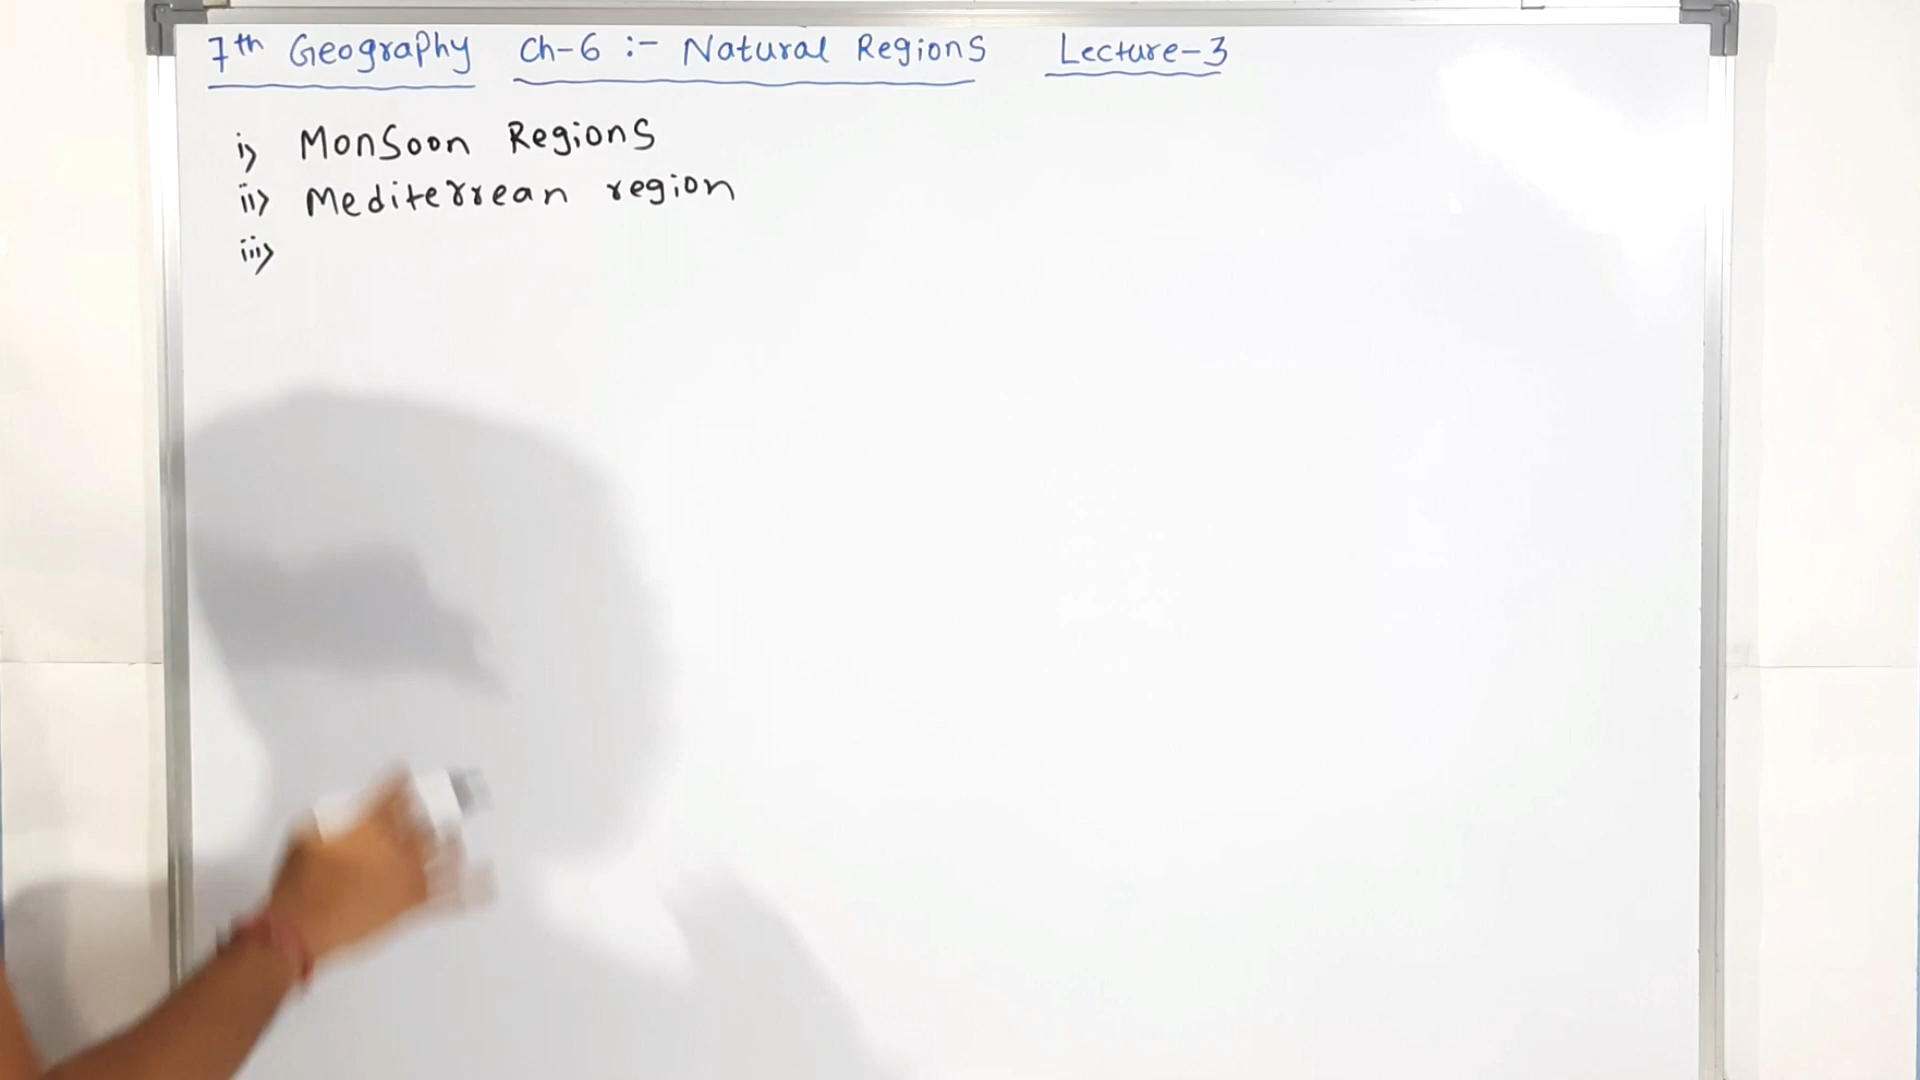 7th Geography Ch-6 :- Natural Regions Lecture-3
i) Monsoon Regions
ii) Mediterrean region
iii)